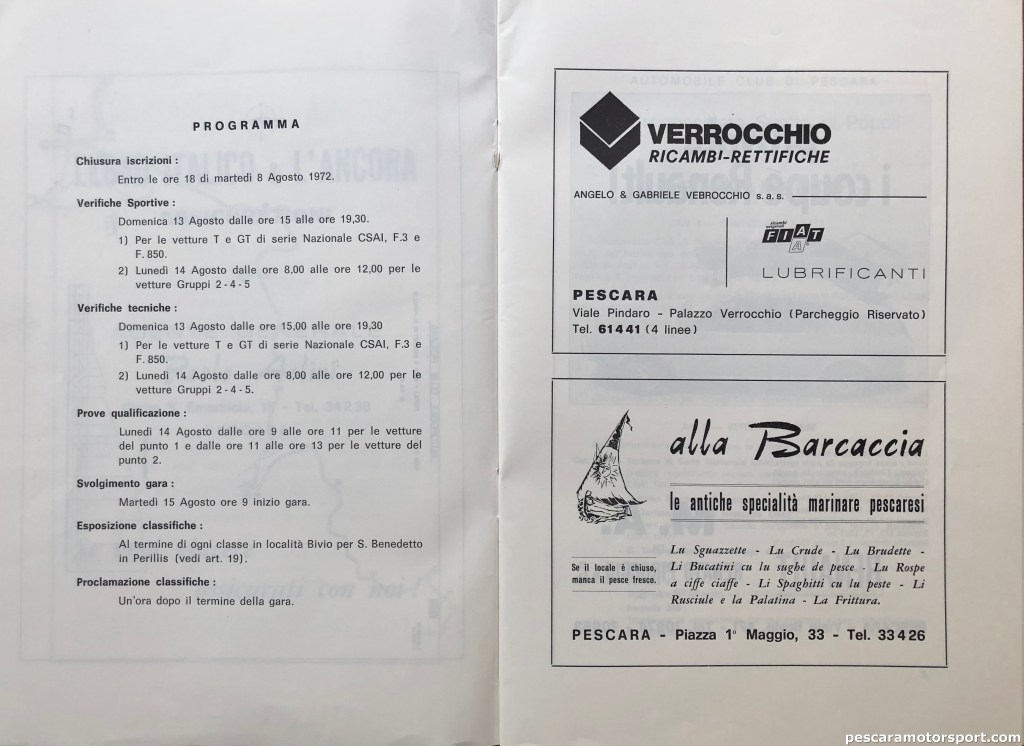 PROGRAMMA
Chiusura iscrizioni :
Entro le ore 18 di martedì 8 Agosto 1972.
Verifiche Sportive :
Domenica 13 Agosto dalle ore 15 alle ore 19,30.
1) Per le vetture T e GT di serie Nazionale CSAI, F.3 e
F. 850.
2) Lunedì 14 Agosto dalle ore 8,00 alle ore 12,00 per le
vetture Gruppi 2 - 4 - 5
Verifiche tecniche :
Domenica 13 Agosto dalle ore 15,00 alle ore 19,30
1) Per le vetture T e GT di serie Nazionale CSAI, F.3 e
F. 850.
2) Lunedì 14 Agosto dalle ore 8,00 alle ore 12,00 per le
vetture Gruppi 2 - 4 - 5.
Prove qualificazione :
Lunedì 14 Agosto dalle ore 9 alle ore 11 per le vetture
del punto 1 e dalle ore 11 alle ore 13 per le vetture del
punto 2.
Svolgimento gara :
Martedì 15 Agosto ore 9 inizio gara.
Esposizione classifiche :
Al termine di ogni classe in località Bivio per S. Benedetto
in Perillis (vedi art. 19).
Proclamazione classifiche :
Un'ora dopo il termine della gara.
VERROCCHIO
RICAMBI-RETTIFICHE
ANGELO & GABRIELE VEBROCCHIO s.a.s.
ricambi
originali
FIAT
LUBRIFICANTI
PESCARA
Viale Pindaro - Palazzo Verrocchio (Parcheggio Riservato)
Tel. 61441 (4 linee)
alla Barcaccia
le antiche specialità marinare pescaresi
Se il locale è chiuso,
manca il pesce fresco.
Lu Sguazzette - Lu Crude - Lu Brudette -
Li Bucatini cu lu sughe de pesce - Lu Rospe
a ciffe ciaffe - Li Spaghitti cu lu peste - Li
Rusciule e la Palatina - La Frittura.
PESCARA - Piazza 1° Maggio, 33 - Tel. 33426
pescaramotorsport.com